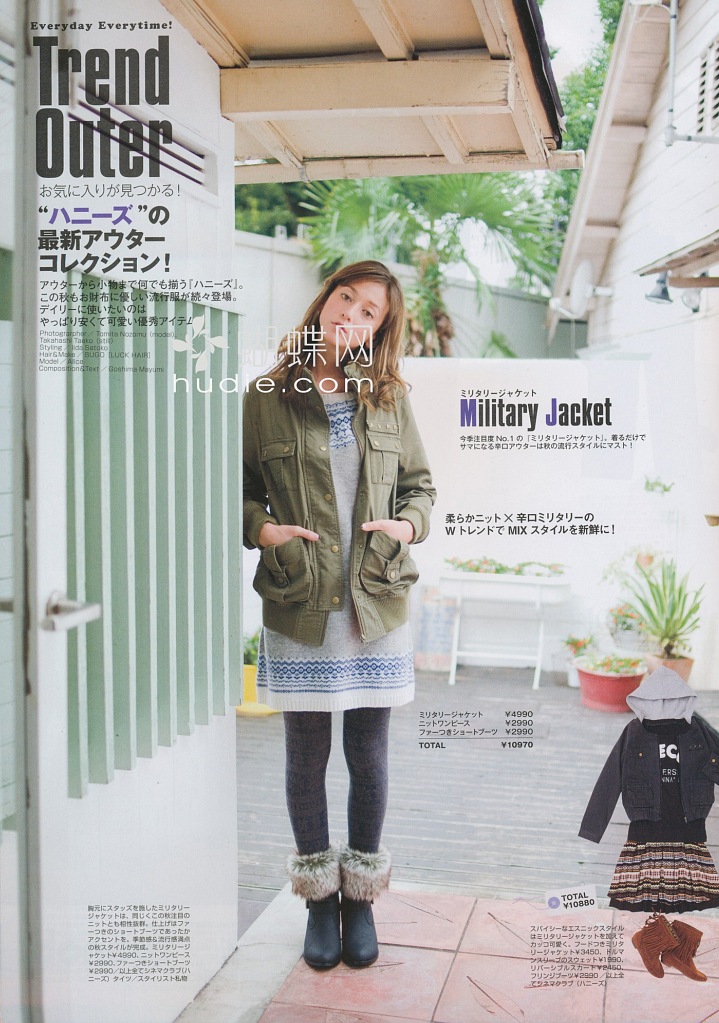 Everyday Everytime!
Trend
Outer
お気に入りが見つかる!
“ハニーズ”の
最新アウター
コレクション!
アウターから小物まで何でも揃う『ハニーズ』。
この秋もお財布に優しい流行服が続々登場。
デイリーに使いたいのは
やっぱり安くて可愛い優秀アイテム
Photographer / Tomita Nozomu (model)
Takahashi Taeko (still)
Styling / Iida Satoko
Hair&Make / SUGO [LUCK HAIR]
Model / Alice
Composition&Text / Goshima Mayumi
蝴蝶网
hudie.com
ミリタリージャケット
Military Jacket
今季注目度No.1の『ミリタリージャケット』。着るだけで
サマになる辛口アウターは秋の流行スタイルにマスト!
柔らかニット×辛口ミリタリーの
WトレンドでMIXスタイルを新鮮に!
ミリタリージャケット ¥4990
ニットワンピース ¥2990
ファーつきショートブーツ ¥2990
TOTAL ¥10970
胸元にスタッズを施したミリタリー
ジャケットは、同じくこの秋注目の
ニットとも相性抜群。仕上げはファ
ーつきのショートブーツであったか
アクセントを。季節感&流行感満点
の秋スタイルが完成。ミリタリージャ
ケット¥4990、ニットワンピース
¥2990、ファーつきショートブーツ
¥2990/以上全てシネマクラブ(ハ
ニーズ) タイツ/スタイリスト私物
TOTAL
¥10880
スパイシーなエスニックスタイル
はミリタリージャケットを加えて
カッコ可愛く。フードつきミリタ
リージャケット¥3450、ドルマ
ンスリーブのスウェット¥1990、
リバーシブルスカート¥2450、
フリンジブーツ¥2990/以上全
てシネマクラブ(ハニーズ)